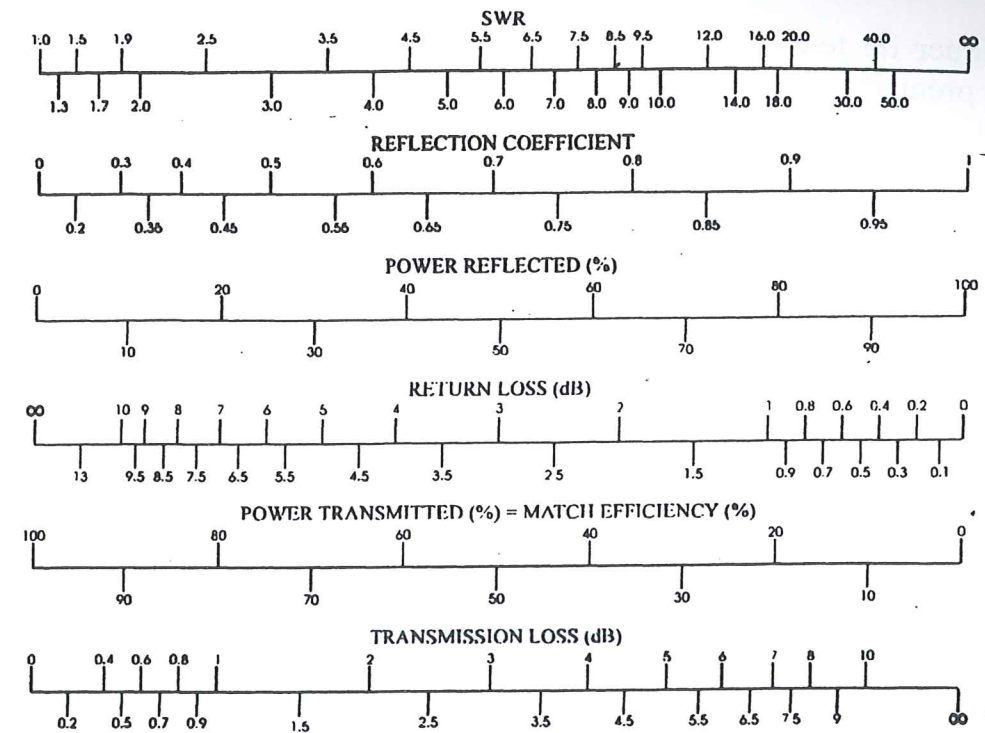 SWR
1.0 1.5 1.9 2.5 3.5 4.5 5.5 6.5 7.5 8.5 9.5 12.0 16.0 20.0 40.0 ∞
1.3 1.7 2.0 3.0 4.0 5.0 6.0 7.0 8.0 9.0 10.0 14.0 18.0 30.0 50.0
REFLECTION COEFFICIENT
0 0.3 0.4 0.5 0.6 0.7 0.8 0.9 1
0.2 0.35 0.45 0.55 0.65 0.75 0.85 0.95
POWER REFLECTED (%)
0 20 40 60 80 100
10 30 50 70 90
RETURN LOSS (dB)
∞ 10 9 8 7 6 5 4 3 2 1 0.8 0.6 0.4 0.2 0
13 9.5 8.5 7.5 6.5 5.5 4.5 3.5 2.5 1.5 0.9 0.7 0.5 0.3 0.1
POWER TRANSMITTED (%) = MATCH EFFICIENCY (%)
100 80 60 40 20 0
90 70 50 30 10
TRANSMISSION LOSS (dB)
0 0.4 0.6 0.8 1 2 3 4 5 6 7 8 10
0.2 0.5 0.7 0.9 1.5 2.5 3.5 4.5 5.5 6.5 7.5 9 ∞